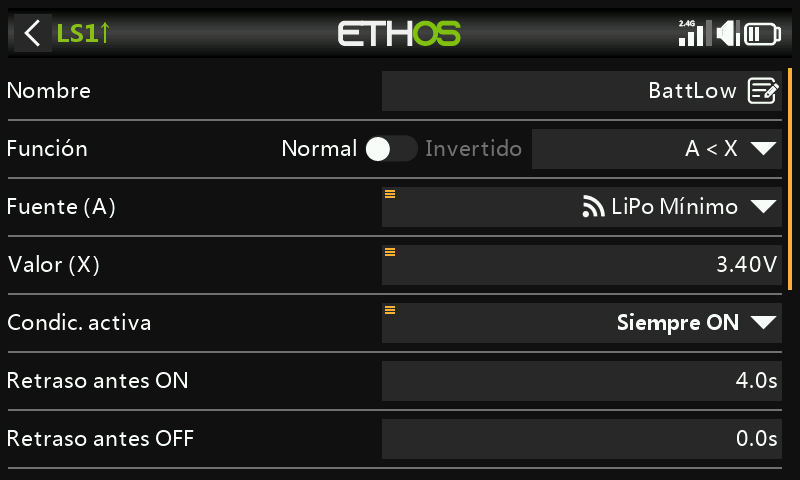 LS1↑ ETHOS 2.4G
Nombre BattLow
Función Normal Invertido A < X
Fuente (A) LiPo Mínimo
Valor (X) 3.40V
Condic. activa Siempre ON
Retraso antes ON 4.0s
Retraso antes OFF 0.0s